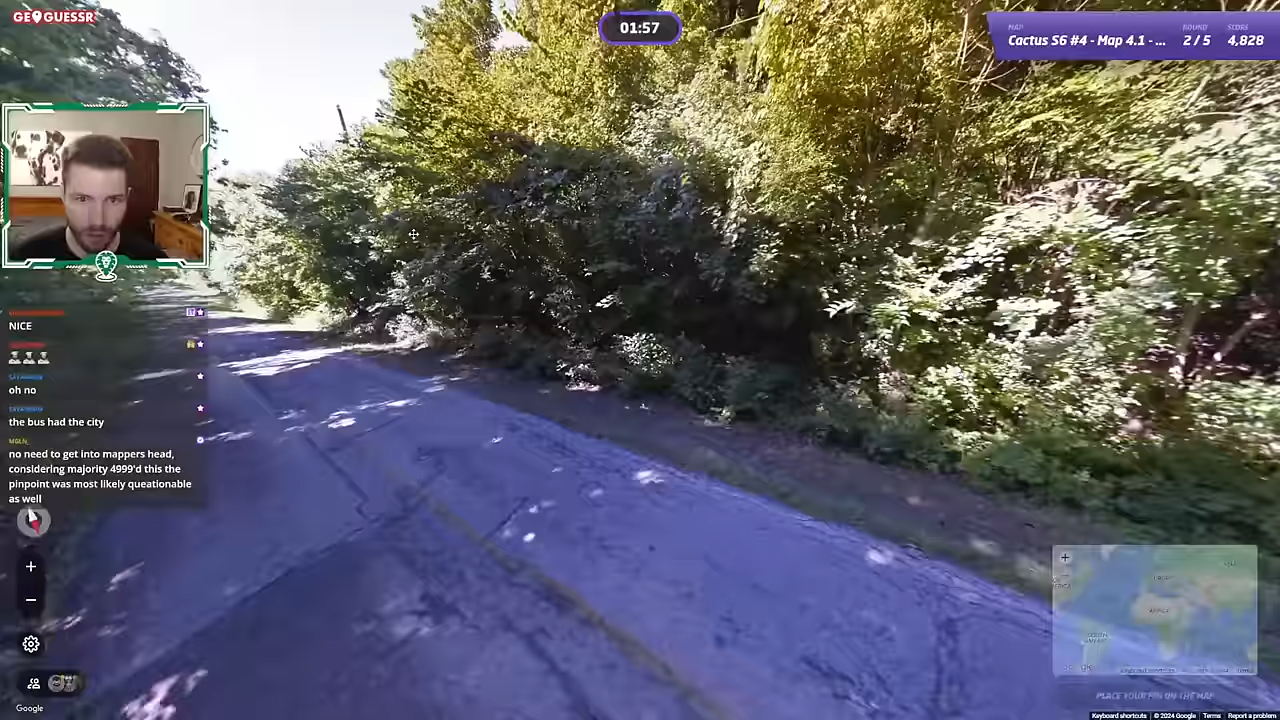 GEOGUESSR
01:57
MAP
Cactus S6 #4 - Map 4.1 - ...
ROUND
2 / 5
SCORE
4,828
NICE
oh no
the bus had the city
MGLN_
no need to get into mappers head,
considering majority 4999'd this the
pinpoint was most likely queationable
as well
+
−
Google
+
PLACE YOUR PIN ON THE MAP
Keyboard shortcuts
© 2024 Google
Terms
Report a problem